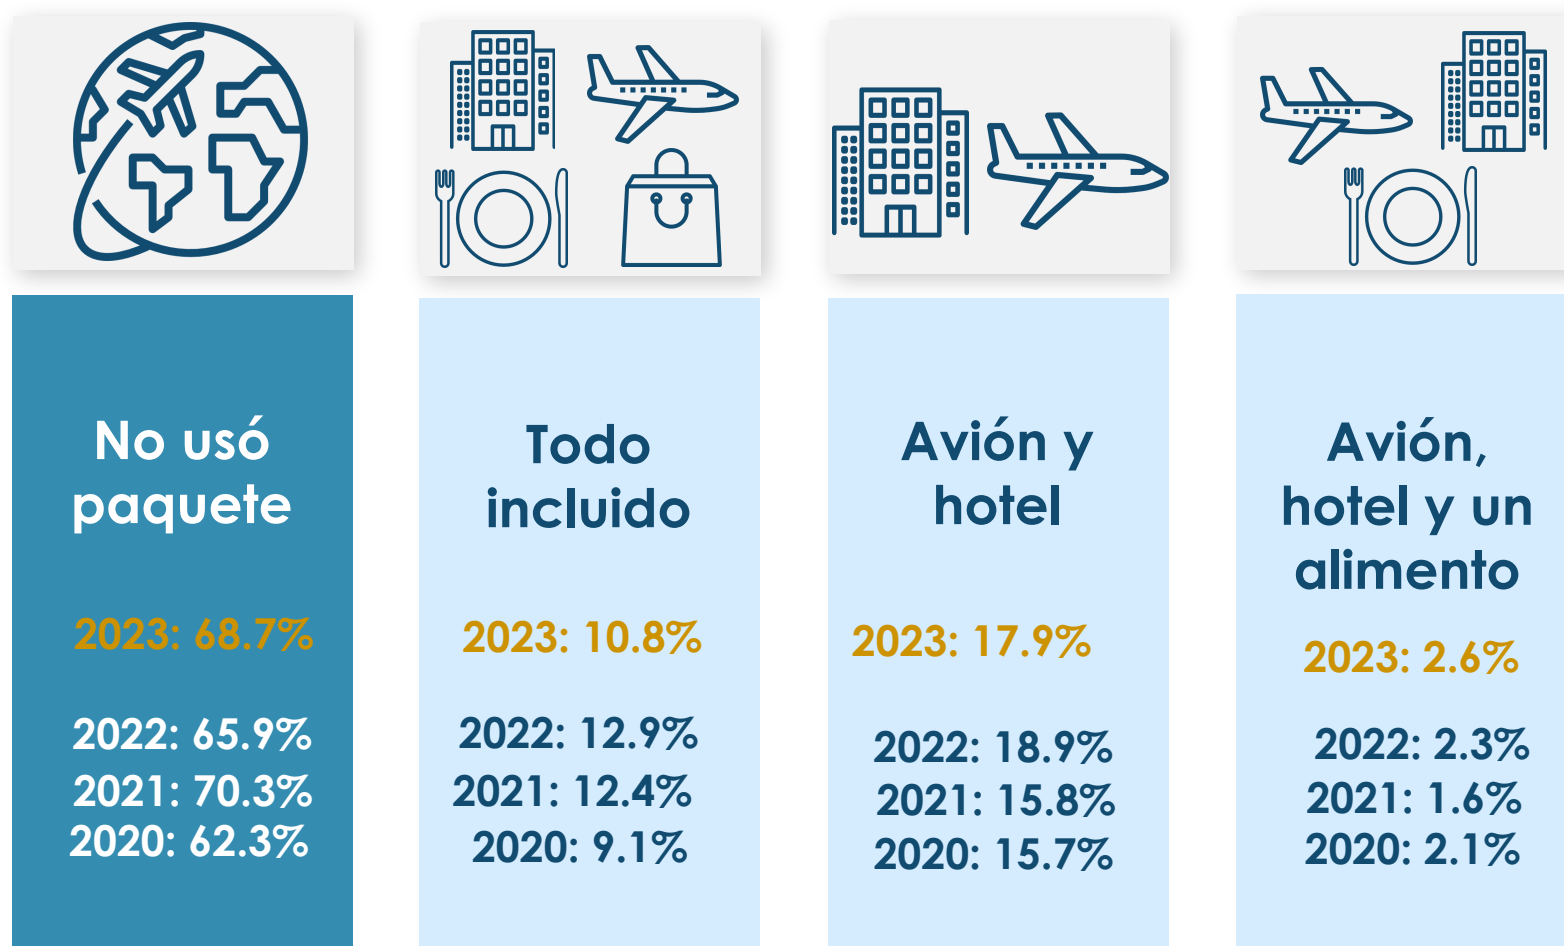 No usó
paquete
2023: 68.7%
2022: 65.9%
2021: 70.3%
2020: 62.3%
Todo
incluido
2023: 10.8%
2022: 12.9%
2021: 12.4%
2020: 9.1%
Avión y
hotel
2023: 17.9%
2022: 18.9%
2021: 15.8%
2020: 15.7%
Avión,
hotel y un
alimento
2023: 2.6%
2022: 2.3%
2021: 1.6%
2020: 2.1%